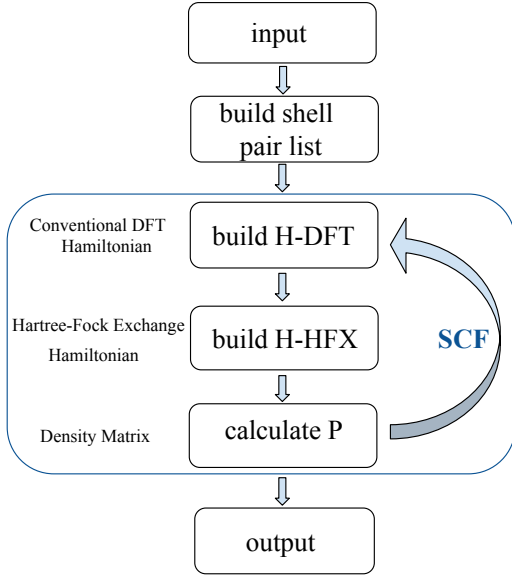 input
build shell
pair list
Conventional DFT
Hamiltonian
build H-DFT
Hartree-Fock Exchange
Hamiltonian
build H-HFX
SCF
Density Matrix
calculate P
output